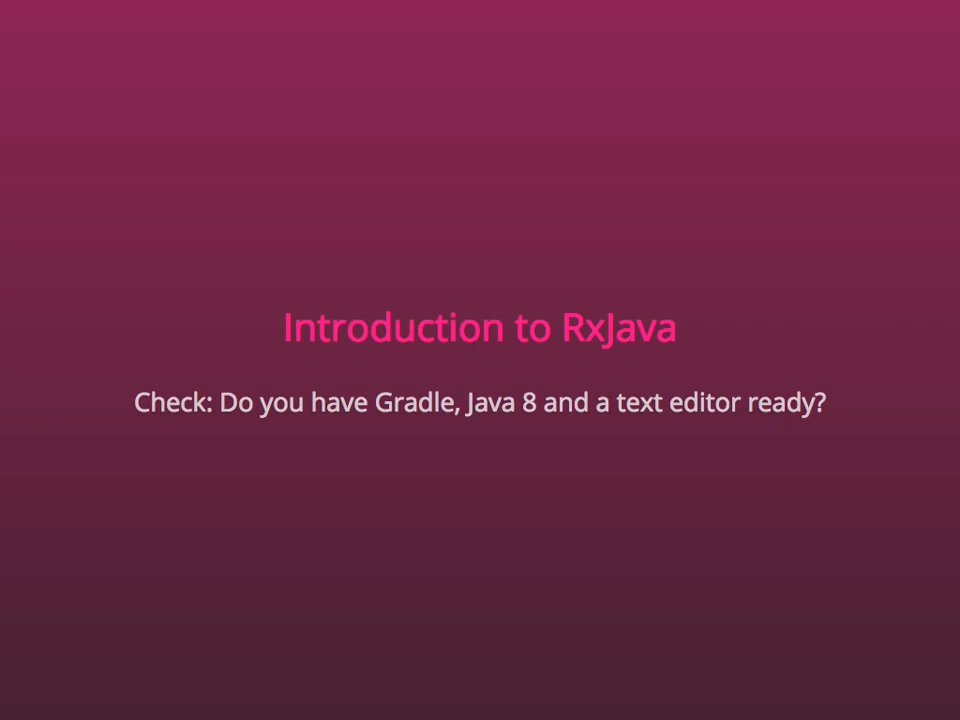 Introduction to RxJava
Check: Do you have Gradle, Java 8 and a text editor ready?